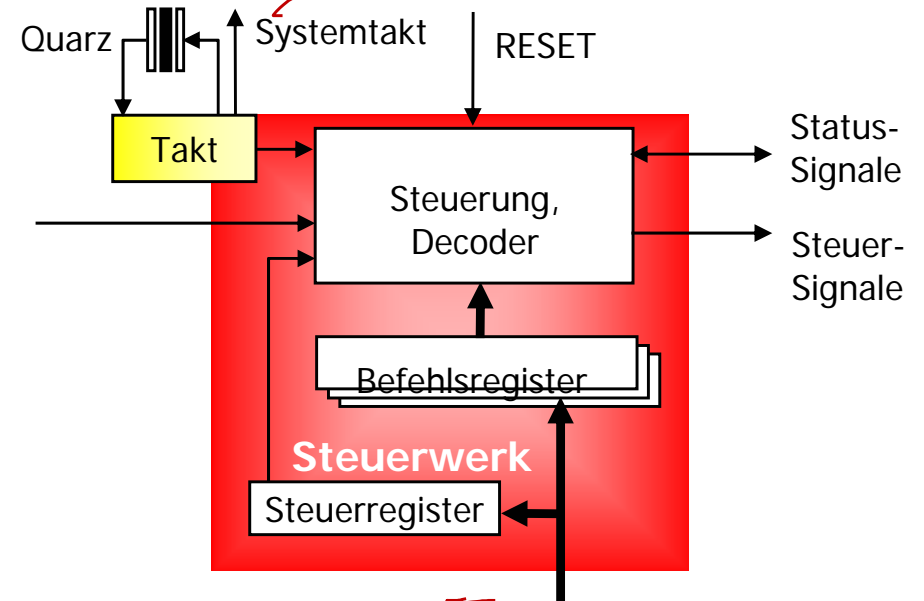 Quarz
Systemtakt
RESET
Takt
Status-
Signale
Steuerung,
Decoder
Steuer-
Signale
Befehlsregister
Steuerwerk
Steuerregister